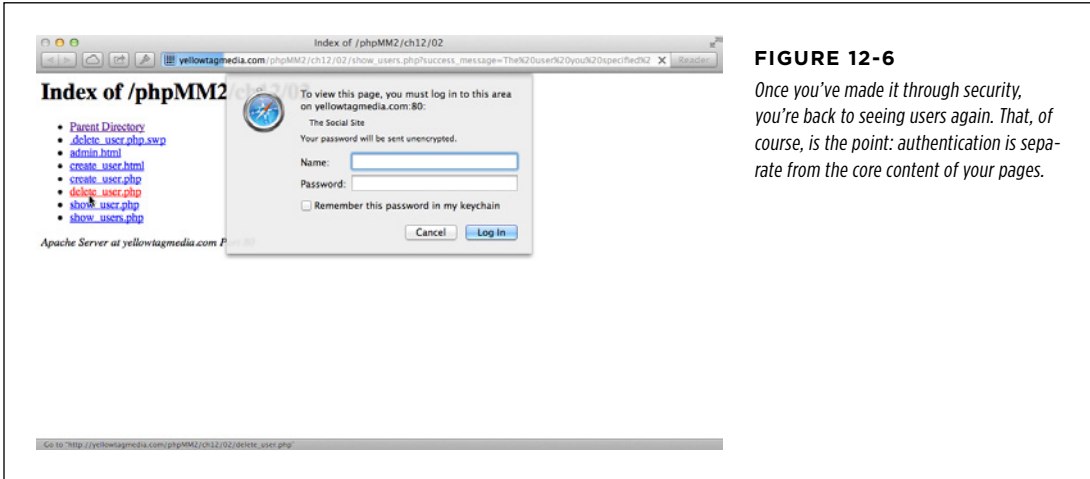 Index of /phpMM2/ch12/02
yellowtagmedia.com/phpMM2/ch12/02/show_users.php?success_message=The%20user%20you%20specified%2
Reader
Index of /phpMM2/ch12/02
Parent Directory
.delete_user.php.swp
admin.html
create_user.html
create_user.php
delete_user.php
show_user.php
show_users.php
Apache Server at yellowtagmedia.com Port 80
To view this page, you must log in to this area
on yellowtagmedia.com:80:
The Social Site
Your password will be sent unencrypted.
Name:
Password:
Remember this password in my keychain
Cancel
Log In
Go to "http://yellowtagmedia.com/phpMM2/ch12/02/delete_user.php"
FIGURE 12-6
Once you've made it through security,
you're back to seeing users again. That, of
course, is the point: authentication is sepa-
rate from the core content of your pages.